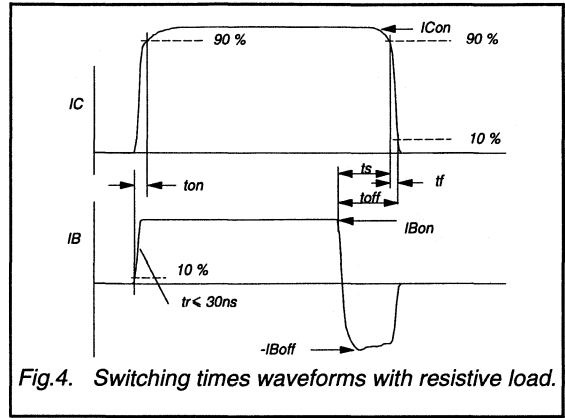 ICon
90 %
90 %
IC
10 %
ts
ton
tf
toff
IBon
IB
10 %
tr≤ 30ns
-IBoff
Fig.4. Switching times waveforms with resistive load.